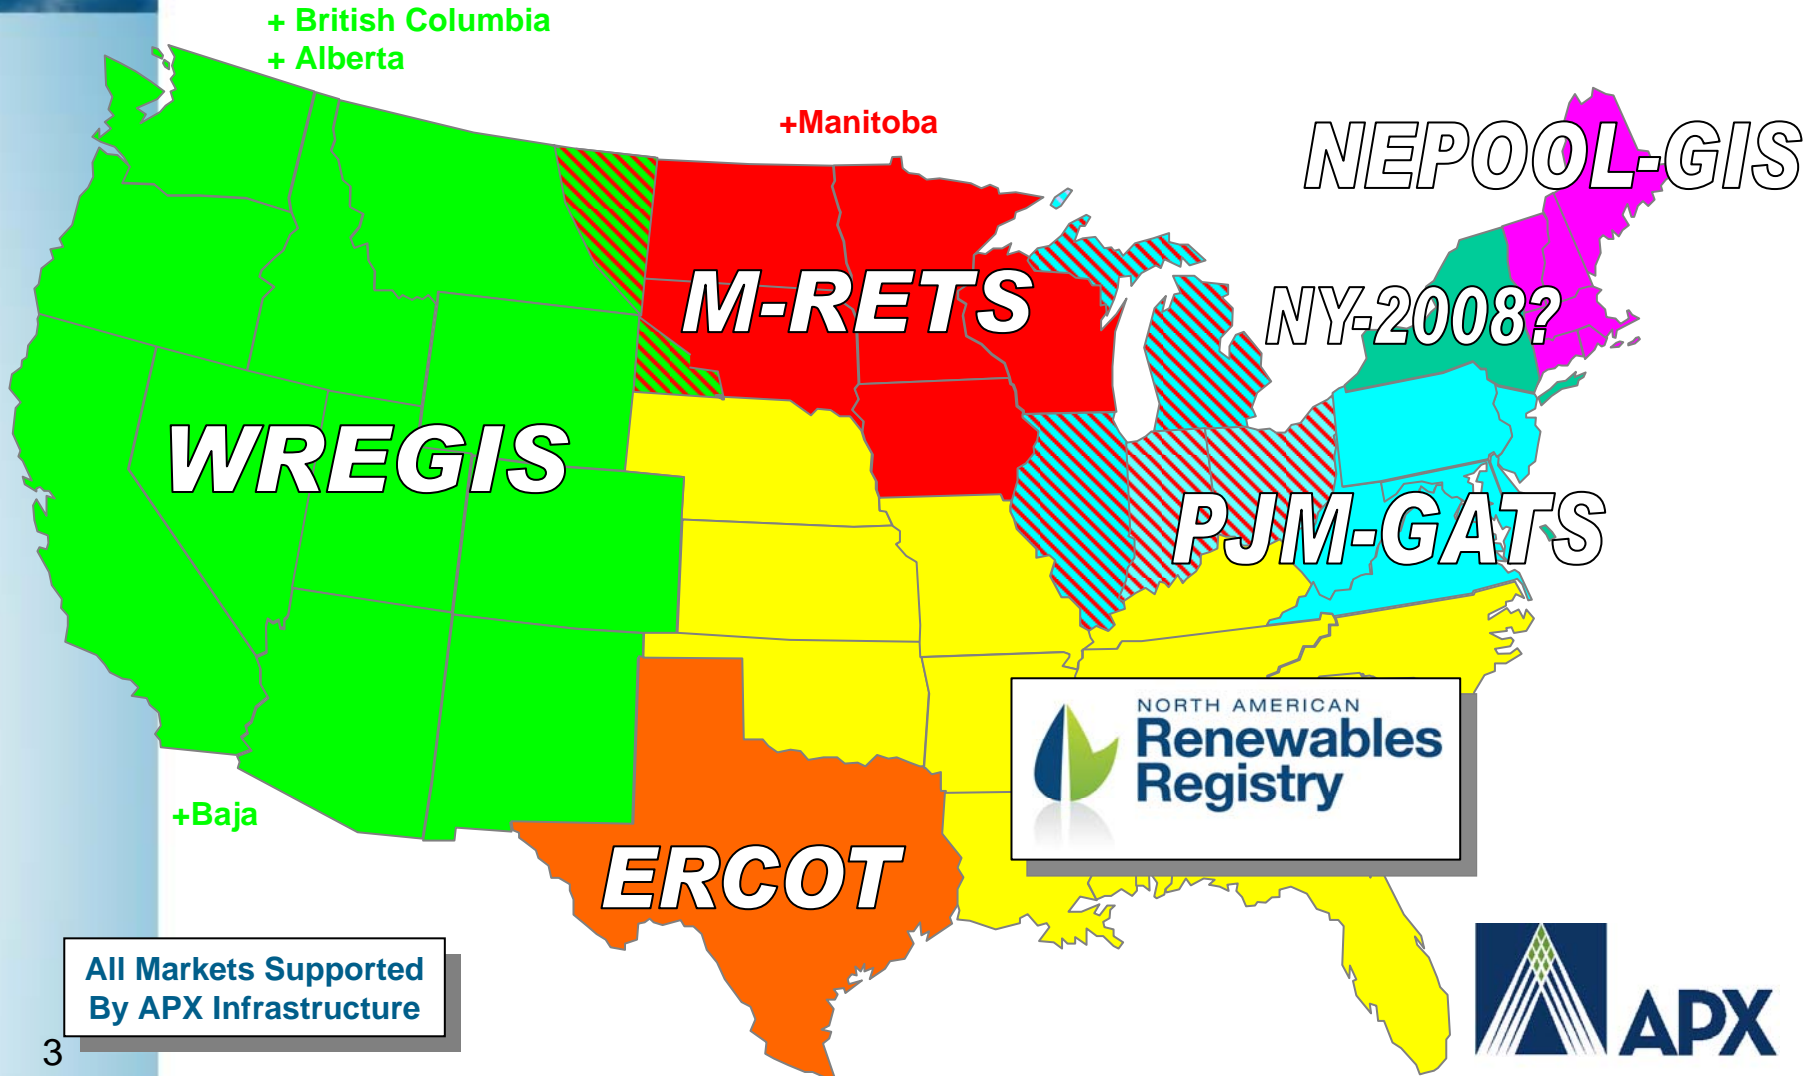 + British Columbia
+ Alberta
+Manitoba
NEPOOL-GIS
M-RETS
NY-2008?
WREGIS
PJM-GATS
NORTH AMERICAN
Renewables
Registry
+Baja
ERCOT
All Markets Supported
By APX Infrastructure
APX
3